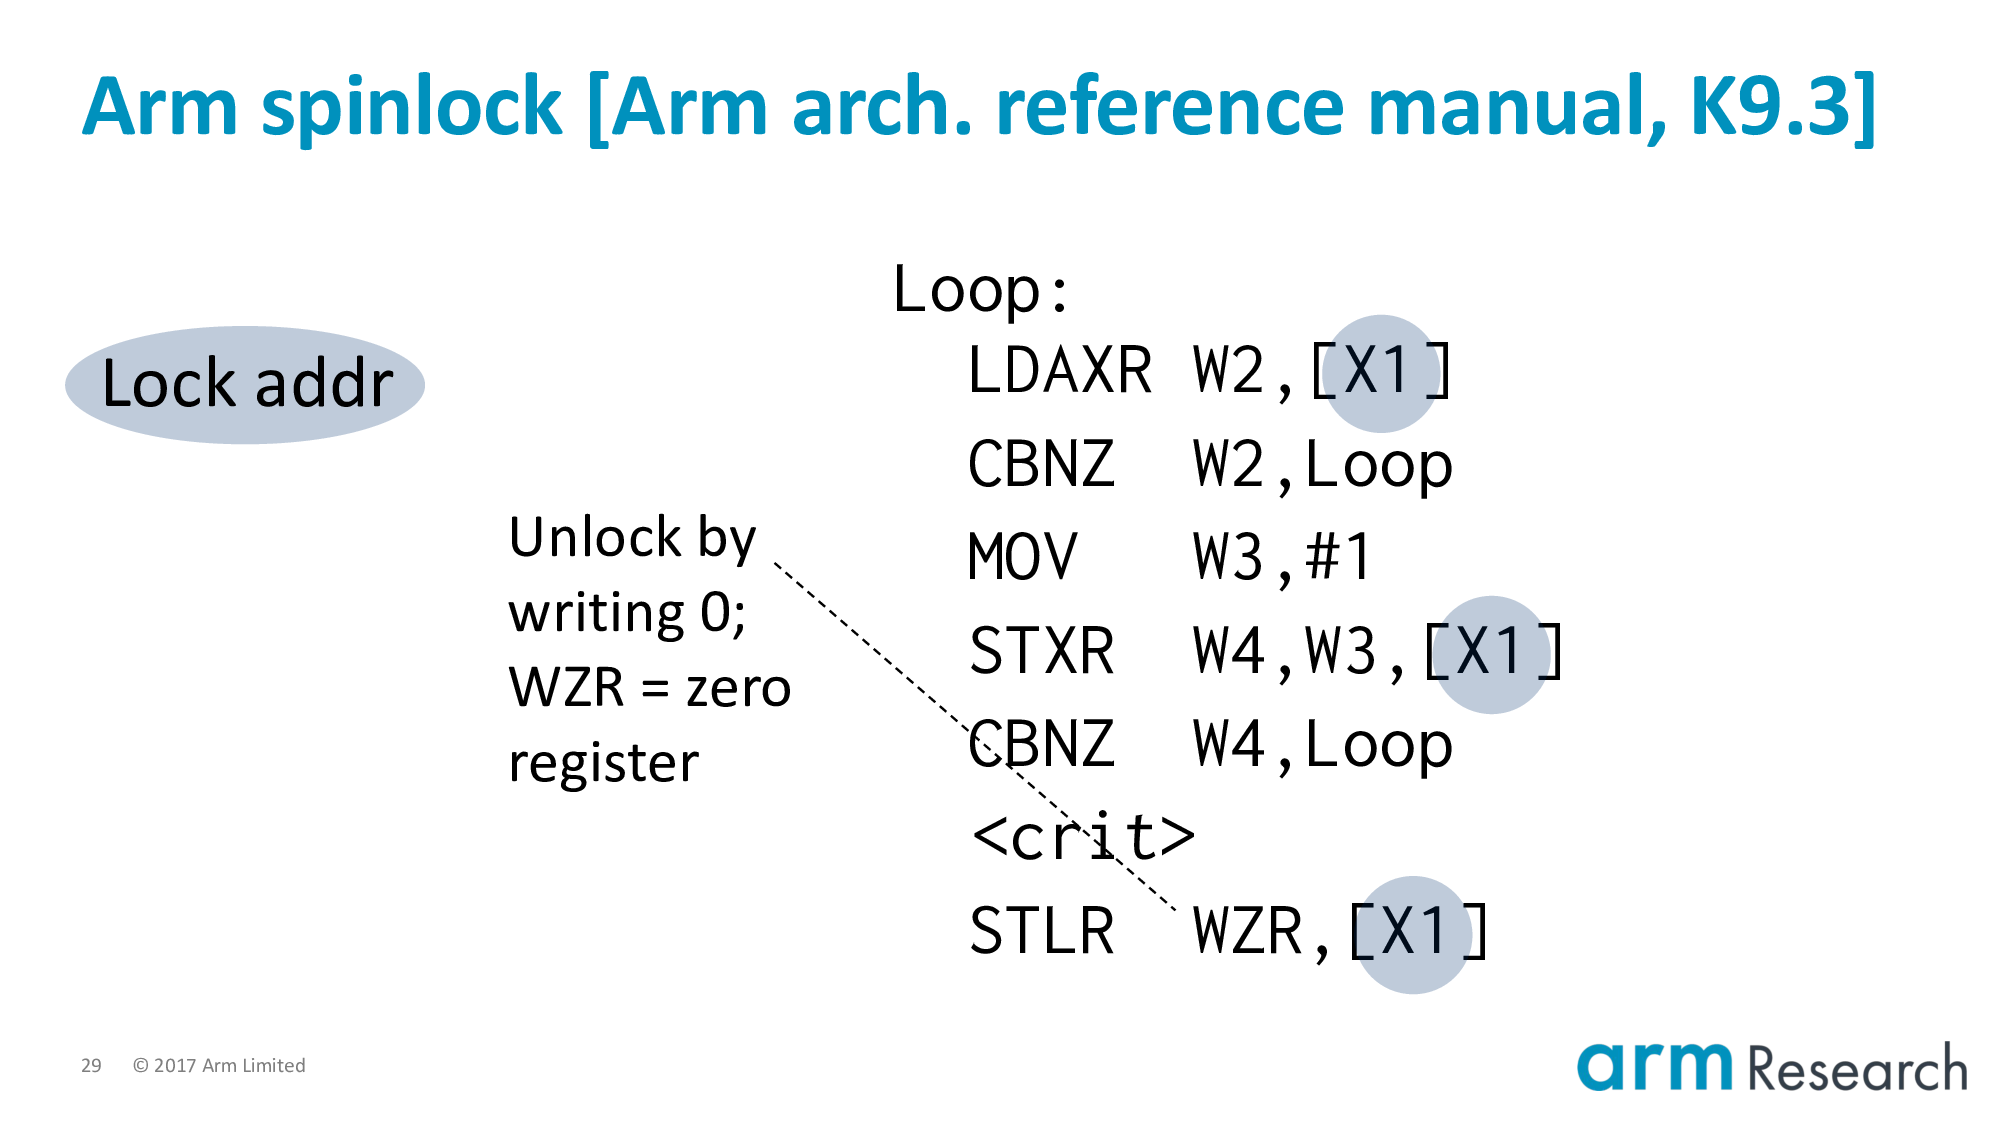 Arm spinlock [Arm arch. reference manual, K9.3]
Lock addr
Unlock by
writing 0;
WZR = zero
register
Loop:
LDAXR W2,[X1]
CBNZ W2,Loop
MOV W3,#1
STXR W4,W3,[X1]
CBNZ W4,Loop
<crit>
STLR WZR,[X1]
29 © 2017 Arm Limited
arm Research